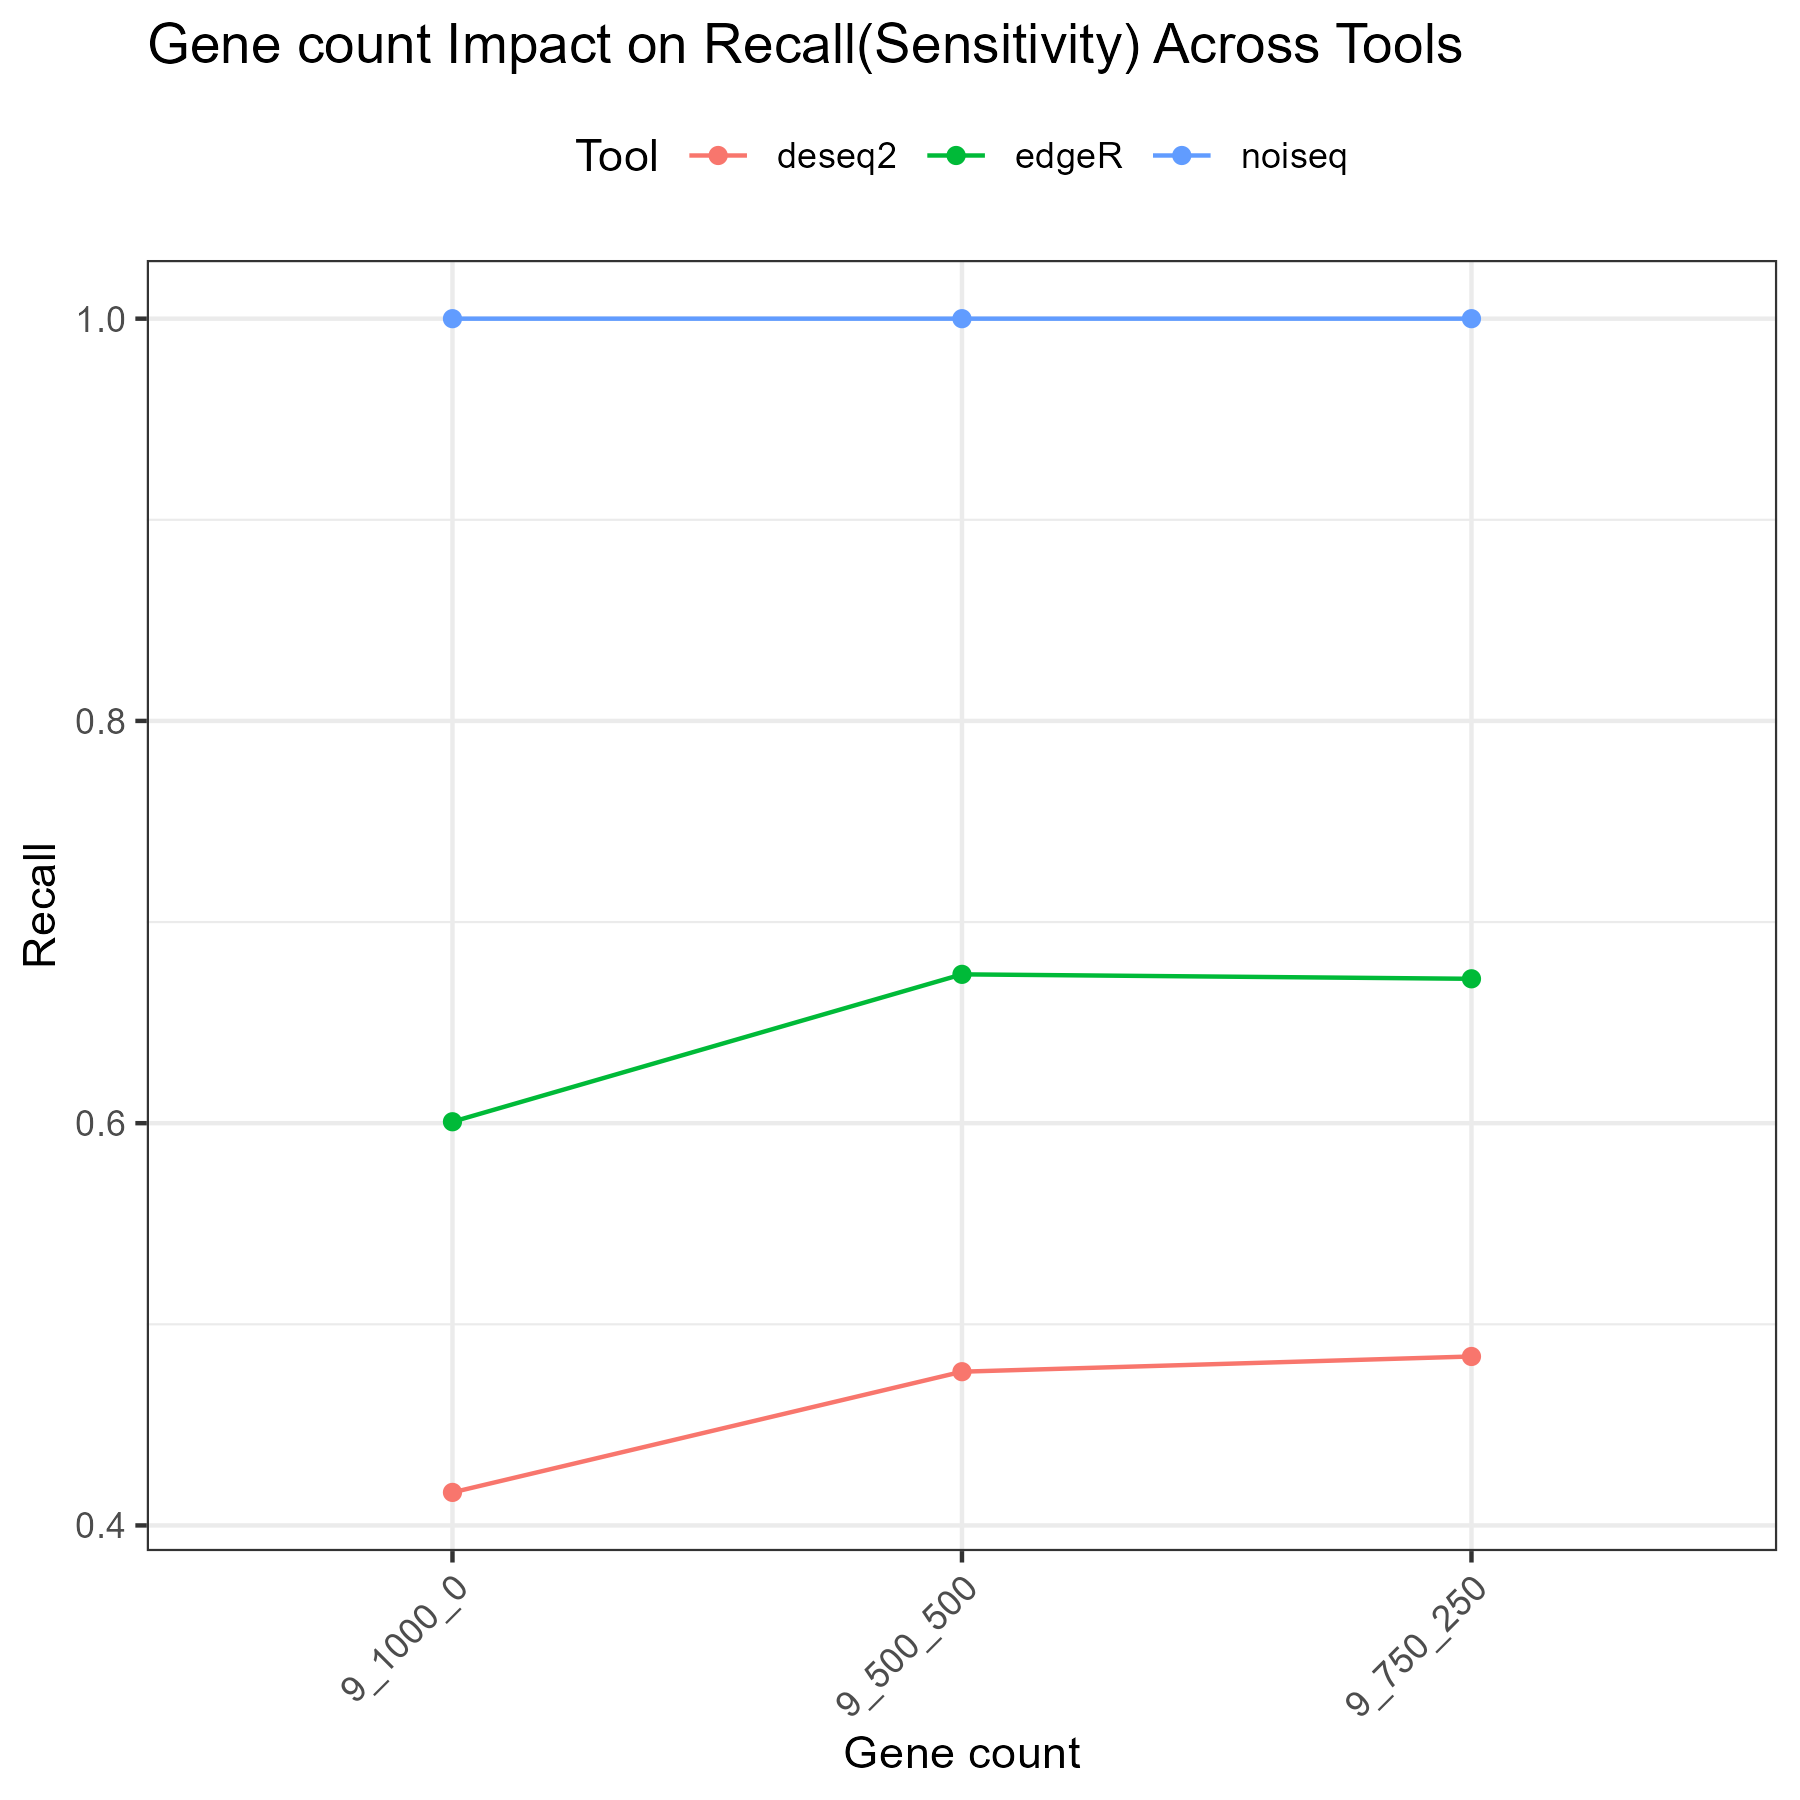 Gene count Impact on Recall(Sensitivity) Across Tools
Tool deseq2 edgeR noiseq
1.0
0.8
0.6
0.4
Recall
9_1000_0
9_500_500
9_750_250
Gene count